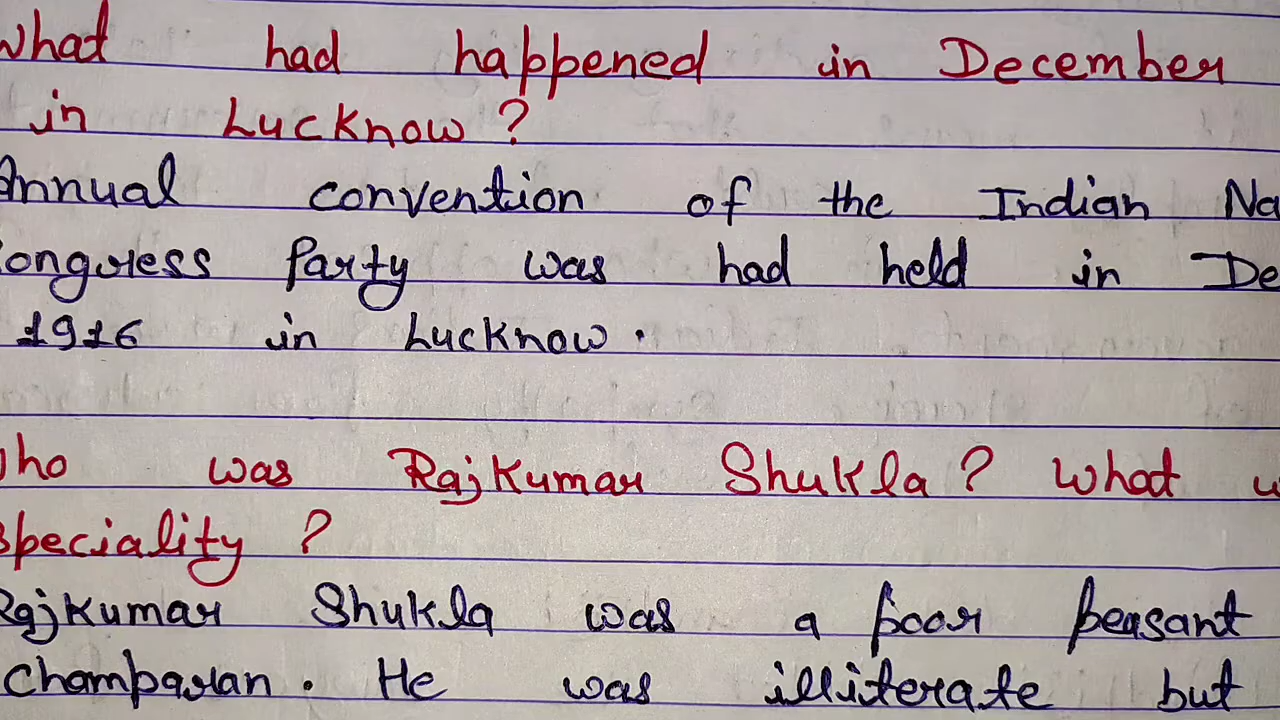 What had happened in December
in Lucknow ?
Annual convention of the Indian Na
Congress Party was had held in De
1916 in Lucknow .
Who was Rajkumar Shukla ? What w
speciality ?
Rajkumar Shukla was a poor peasant
Champaran . He was illiterate but